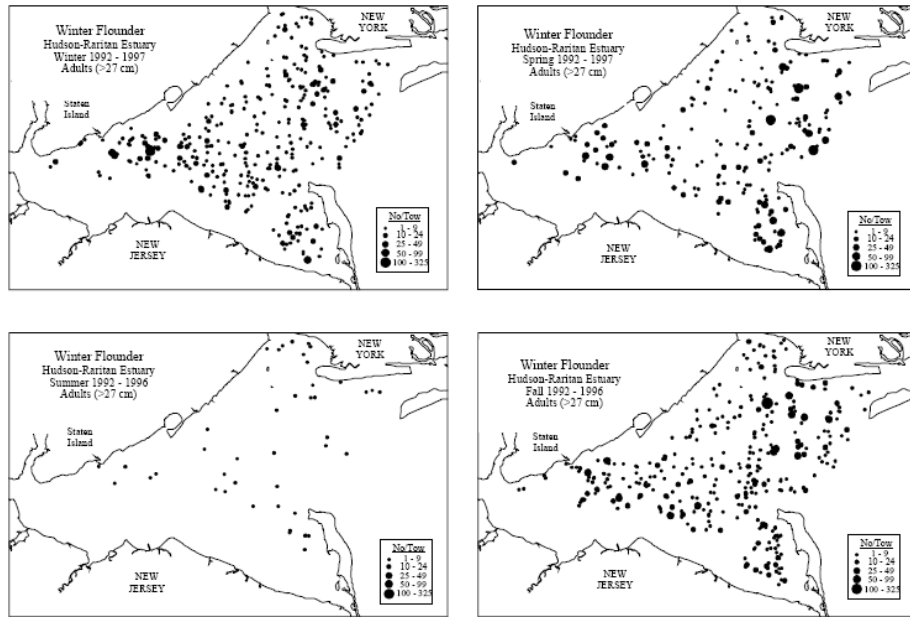 Winter Flounder
Hudson-Raritan Estuary
Winter 1992 - 1997
Adults (>27 cm)
NEW
YORK
Staten
Island
NEW
JERSEY
No/Tow
1 - 9
10 - 24
25 - 49
50 - 99
100 - 325
Winter Flounder
Hudson-Raritan Estuary
Spring 1992 - 1997
Adults (>27 cm)
NEW
YORK
Staten
Island
NEW
JERSEY
No/Tow
1 - 9
10 - 24
25 - 49
50 - 99
100 - 325
Winter Flounder
Hudson-Raritan Estuary
Summer 1992 - 1996
Adults (>27 cm)
NEW
YORK
Staten
Island
NEW
JERSEY
No/Tow
1 - 9
10 - 24
25 - 49
50 - 99
100 - 325
Winter Flounder
Hudson-Raritan Estuary
Fall 1992 - 1996
Adults (>27 cm)
NEW
YORK
Staten
Island
NEW
JERSEY
No/Tow
1 - 9
10 - 24
25 - 49
50 - 99
100 - 325